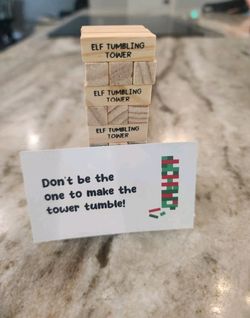 ELF TUMBLING
TOWER
ELF TUMBLING
TOWER
ELF TUMBLING
TOWER
Don't be the
one to make the
tower tumble!